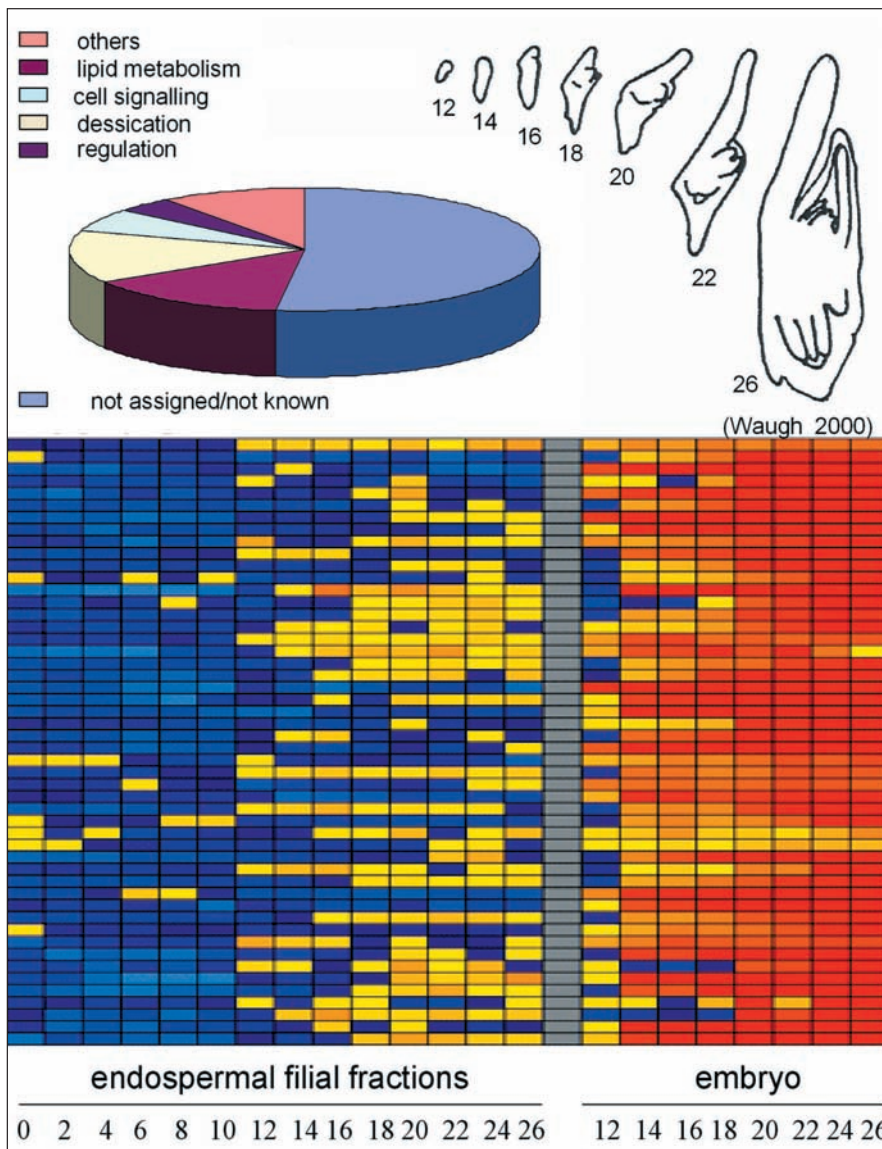 others
lipid metabolism
cell signalling
dessication
regulation
not assigned/not known
12
14
16
18
20
22
26
(Waugh 2000)
endospermal filial fractions
embryo
0 2 4 6 8 10 12 14 16 18 20 22 24 26
12 14 16 18 20 22 24 26